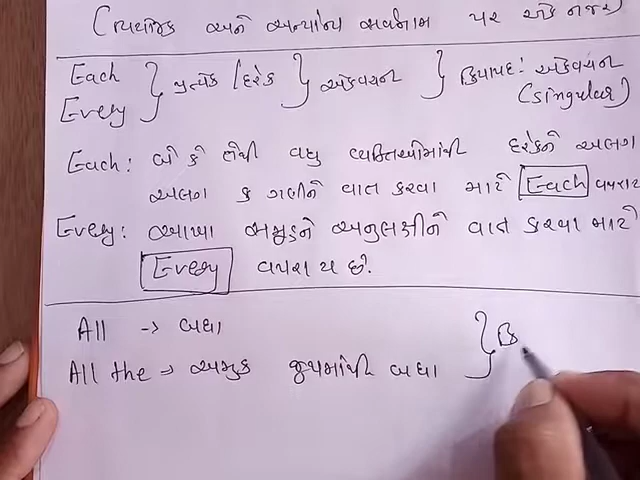 (વિભાજક અને અન્યોન્ય સર્વનામ પર એક નજર)
Each
Every } પ્રત્યેક / દરેક } એકવચન } ક્રિયાપદ: એકવચન
(singular)
Each: બે કે તેથી વધુ વ્યક્તિઓમાંથી દરેકને અલગ
અલગ ગણીને વાત કરવા માટે Each વપરાય
Every: આખા સમુહને અનુલક્ષીને વાત કરવા માટે
Every વપરાય છે.
All → બધા
All the → અમુક જુથમાંથી બધા }